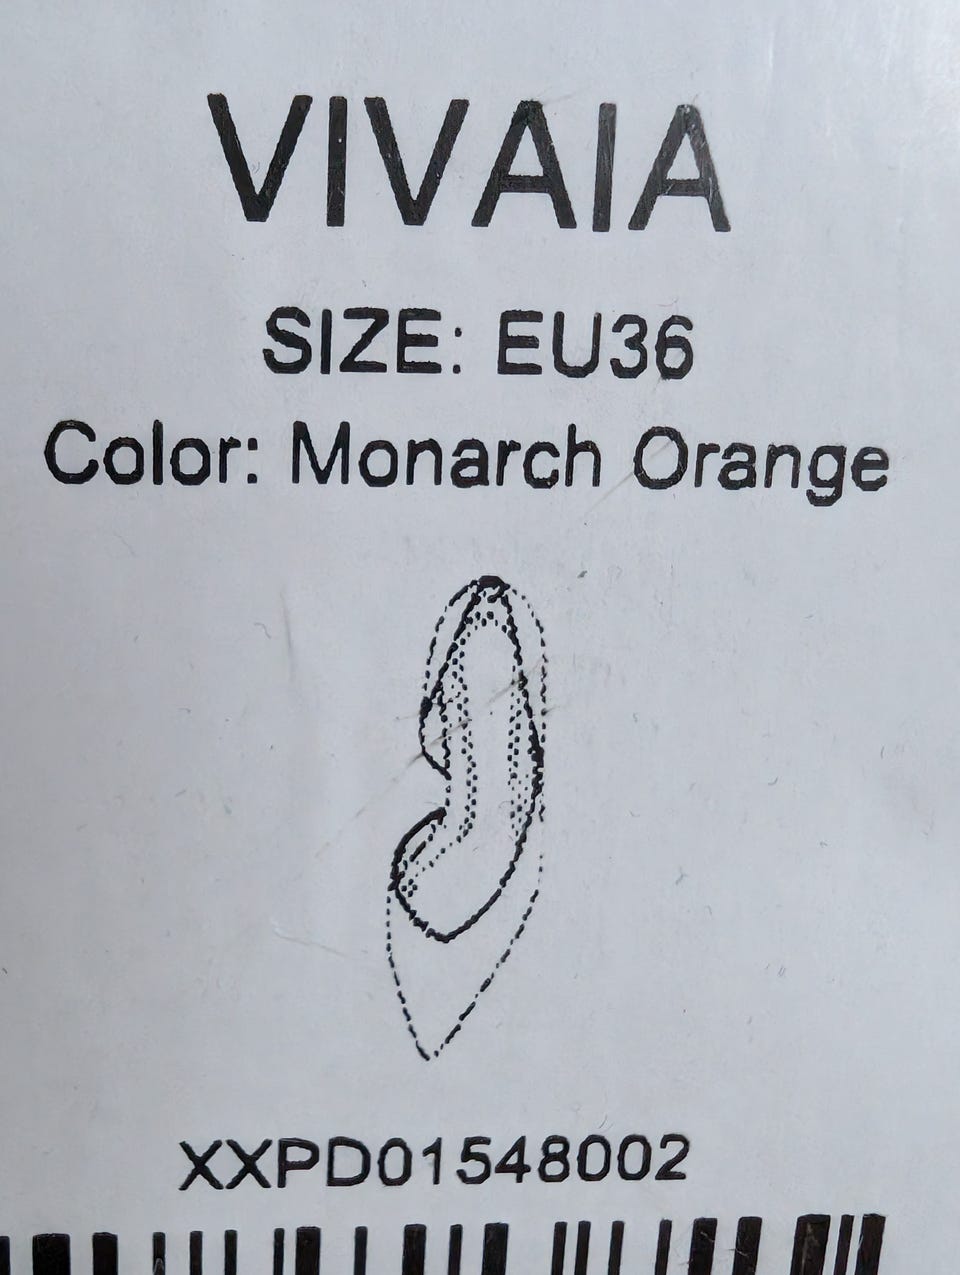 VIVAIA
SIZE: EU36
Color: Monarch Orange
XXPD01548002